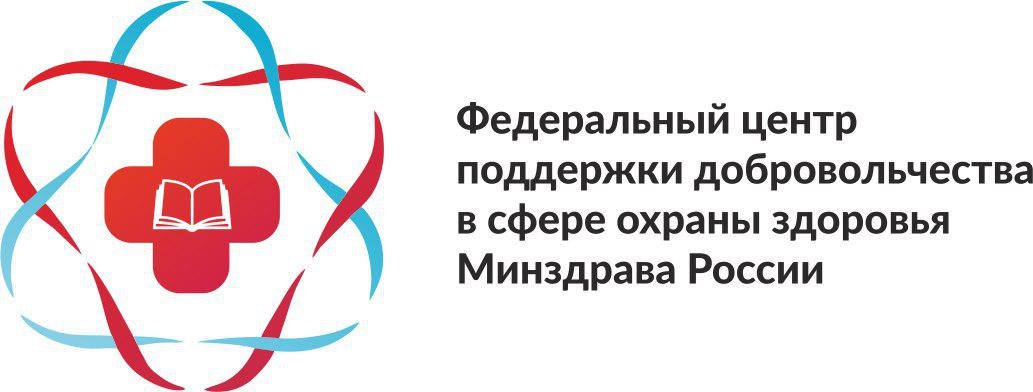 Федеральный центр
поддержки добровольчества
в сфере охраны здоровья
Минздрава России